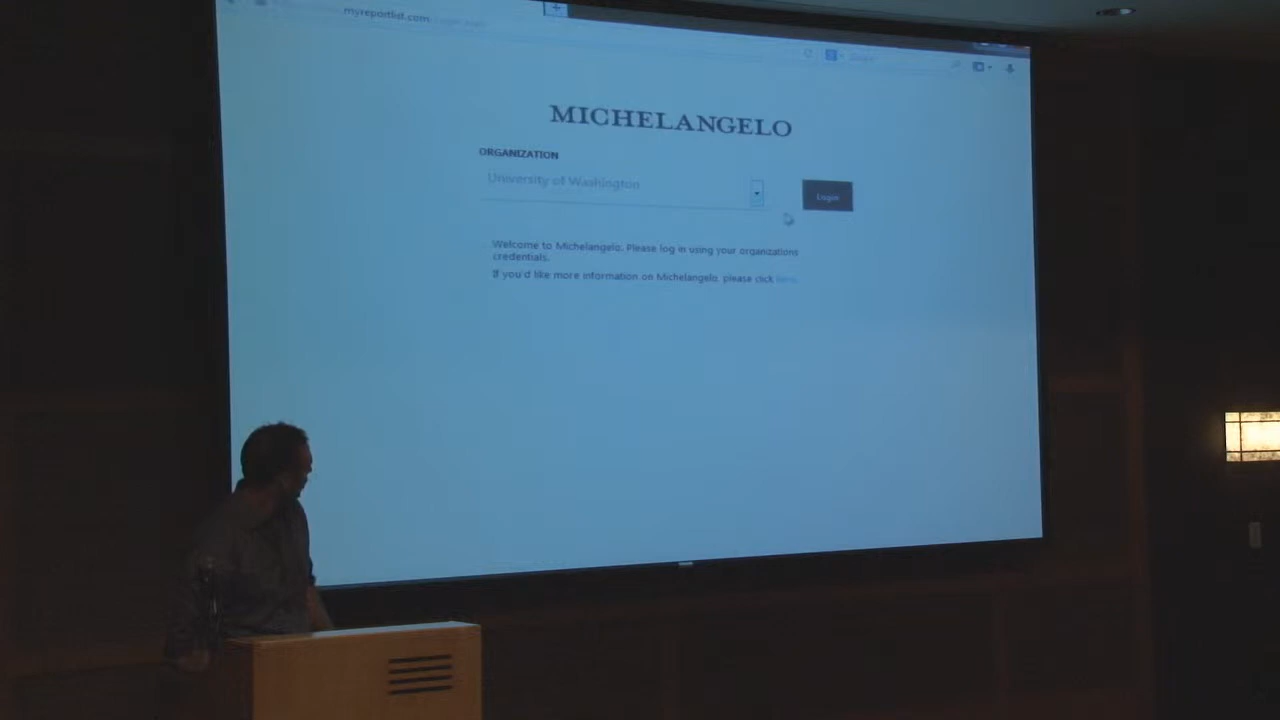 myreportlist.com
MICHELANGELO
ORGANIZATION
University of Washington
Login
Welcome to Michelangelo. Please log in using your organizations
credentials.
If you'd like more information on Michelangelo please click here